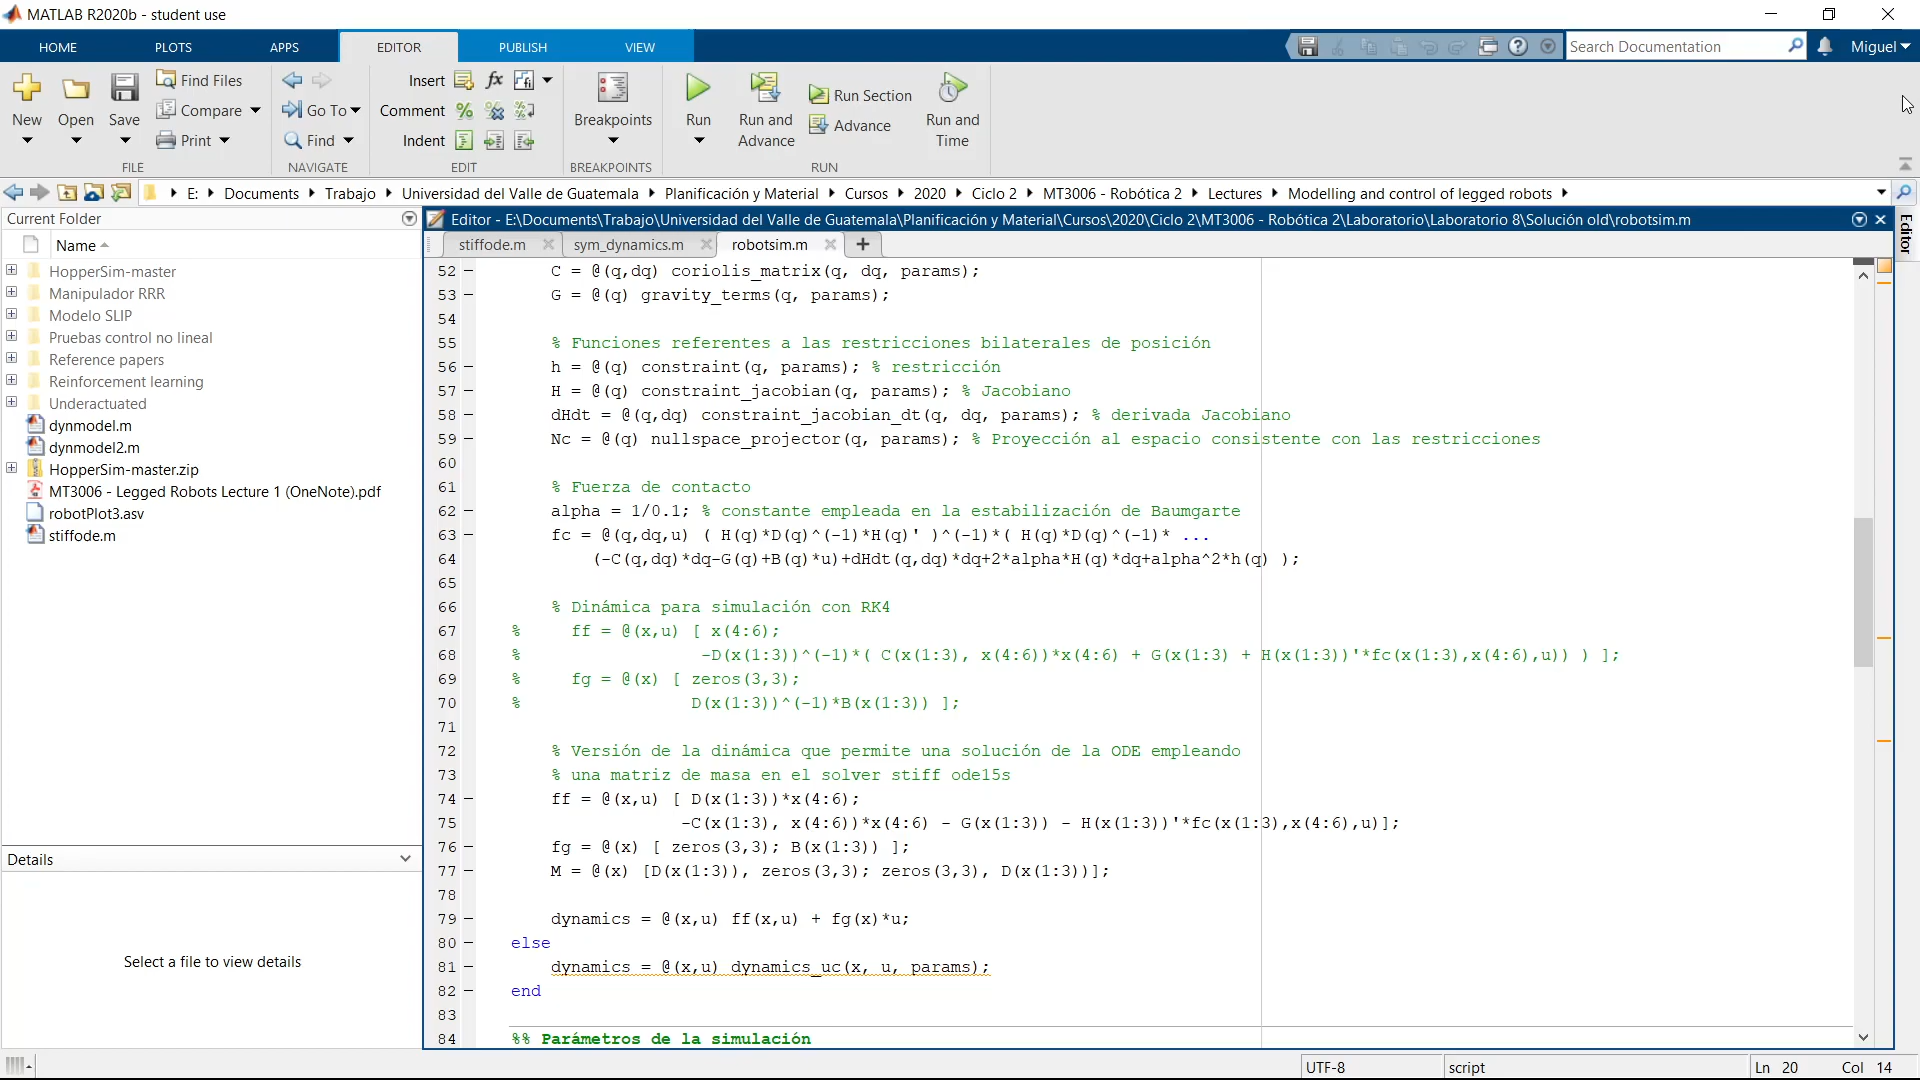 MATLAB R2020b - student use
HOME PLOTS APPS EDITOR PUBLISH VIEW
Search Documentation
Miguel
New
Open
Save
Find Files
Compare
Print
FILE
Go To
Find
NAVIGATE
Insert
Comment
Indent
EDIT
Breakpoints
BREAKPOINTS
Run
Run and Advance
Run Section
Advance
Run and Time
RUN
E: Documents Trabajo Universidad del Valle de Guatemala Planificación y Material Cursos 2020 Ciclo 2 MT3006 - Robótica 2 Lectures Modelling and control of legged robots
Current Folder
Name
HopperSim-master
Manipulador RRR
Modelo SLIP
Pruebas control no lineal
Reference papers
Reinforcement learning
Underactuated
dynmodel.m
dynmodel2.m
HopperSim-master.zip
MT3006 - Legged Robots Lecture 1 (OneNote).pdf
robotPlot3.asv
stiffode.m
Details
Select a file to view details
Editor - E:\Documents\Trabajo\Universidad del Valle de Guatemala\Planificación y Material\Cursos\2020\Ciclo 2\MT3006 - Robótica 2\Laboratorio\Laboratorio 8\Solución old\robotsim.m
Editor
stiffode.m sym_dynamics.m robotsim.m
52 – C = @(q,dq) coriolis_matrix(q, dq, params);
53 – G = @(q) gravity_terms(q, params);
54
55 % Funciones referentes a las restricciones bilaterales de posición
56 – h = @(q) constraint(q, params); % restricción
57 – H = @(q) constraint_jacobian(q, params); % Jacobiano
58 – dHdt = @(q,dq) constraint_jacobian_dt(q, dq, params); % derivada Jacobiano
59 – Nc = @(q) nullspace_projector(q, params); % Proyección al espacio consistente con las restricciones
60
61 % Fuerza de contacto
62 – alpha = 1/0.1; % constante empleada en la estabilización de Baumgarte
63 – fc = @(q,dq,u) ( H(q)*D(q)^(-1)*H(q)' )^(-1)*( H(q)*D(q)^(-1)* ...
64 (-C(q,dq)*dq-G(q)+B(q)*u)+dHdt(q,dq)*dq+2*alpha*H(q)*dq+alpha^2*h(q) );
65
66 % Dinámica para simulación con RK4
67 % ff = @(x,u) [ x(4:6);
68 % -D(x(1:3))^(-1)*( C(x(1:3), x(4:6))*x(4:6) + G(x(1:3) + H(x(1:3))'*fc(x(1:3),x(4:6),u)) ) ];
69 % fg = @(x) [ zeros(3,3);
70 % D(x(1:3))^(-1)*B(x(1:3)) ];
71
72 % Versión de la dinámica que permite una solución de la ODE empleando
73 % una matriz de masa en el solver stiff ode15s
74 – ff = @(x,u) [ D(x(1:3))*x(4:6);
75 -C(x(1:3), x(4:6))*x(4:6) - G(x(1:3)) - H(x(1:3))'*fc(x(1:3),x(4:6),u)];
76 – fg = @(x) [ zeros(3,3); B(x(1:3)) ];
77 – M = @(x) [D(x(1:3)), zeros(3,3); zeros(3,3), D(x(1:3))];
78
79 – dynamics = @(x,u) ff(x,u) + fg(x)*u;
80 – else
81 – dynamics = @(x,u) dynamics_uc(x, u, params);
82 – end
83
84 %% Parámetros de la simulación
UTF-8 script Ln 20 Col 14